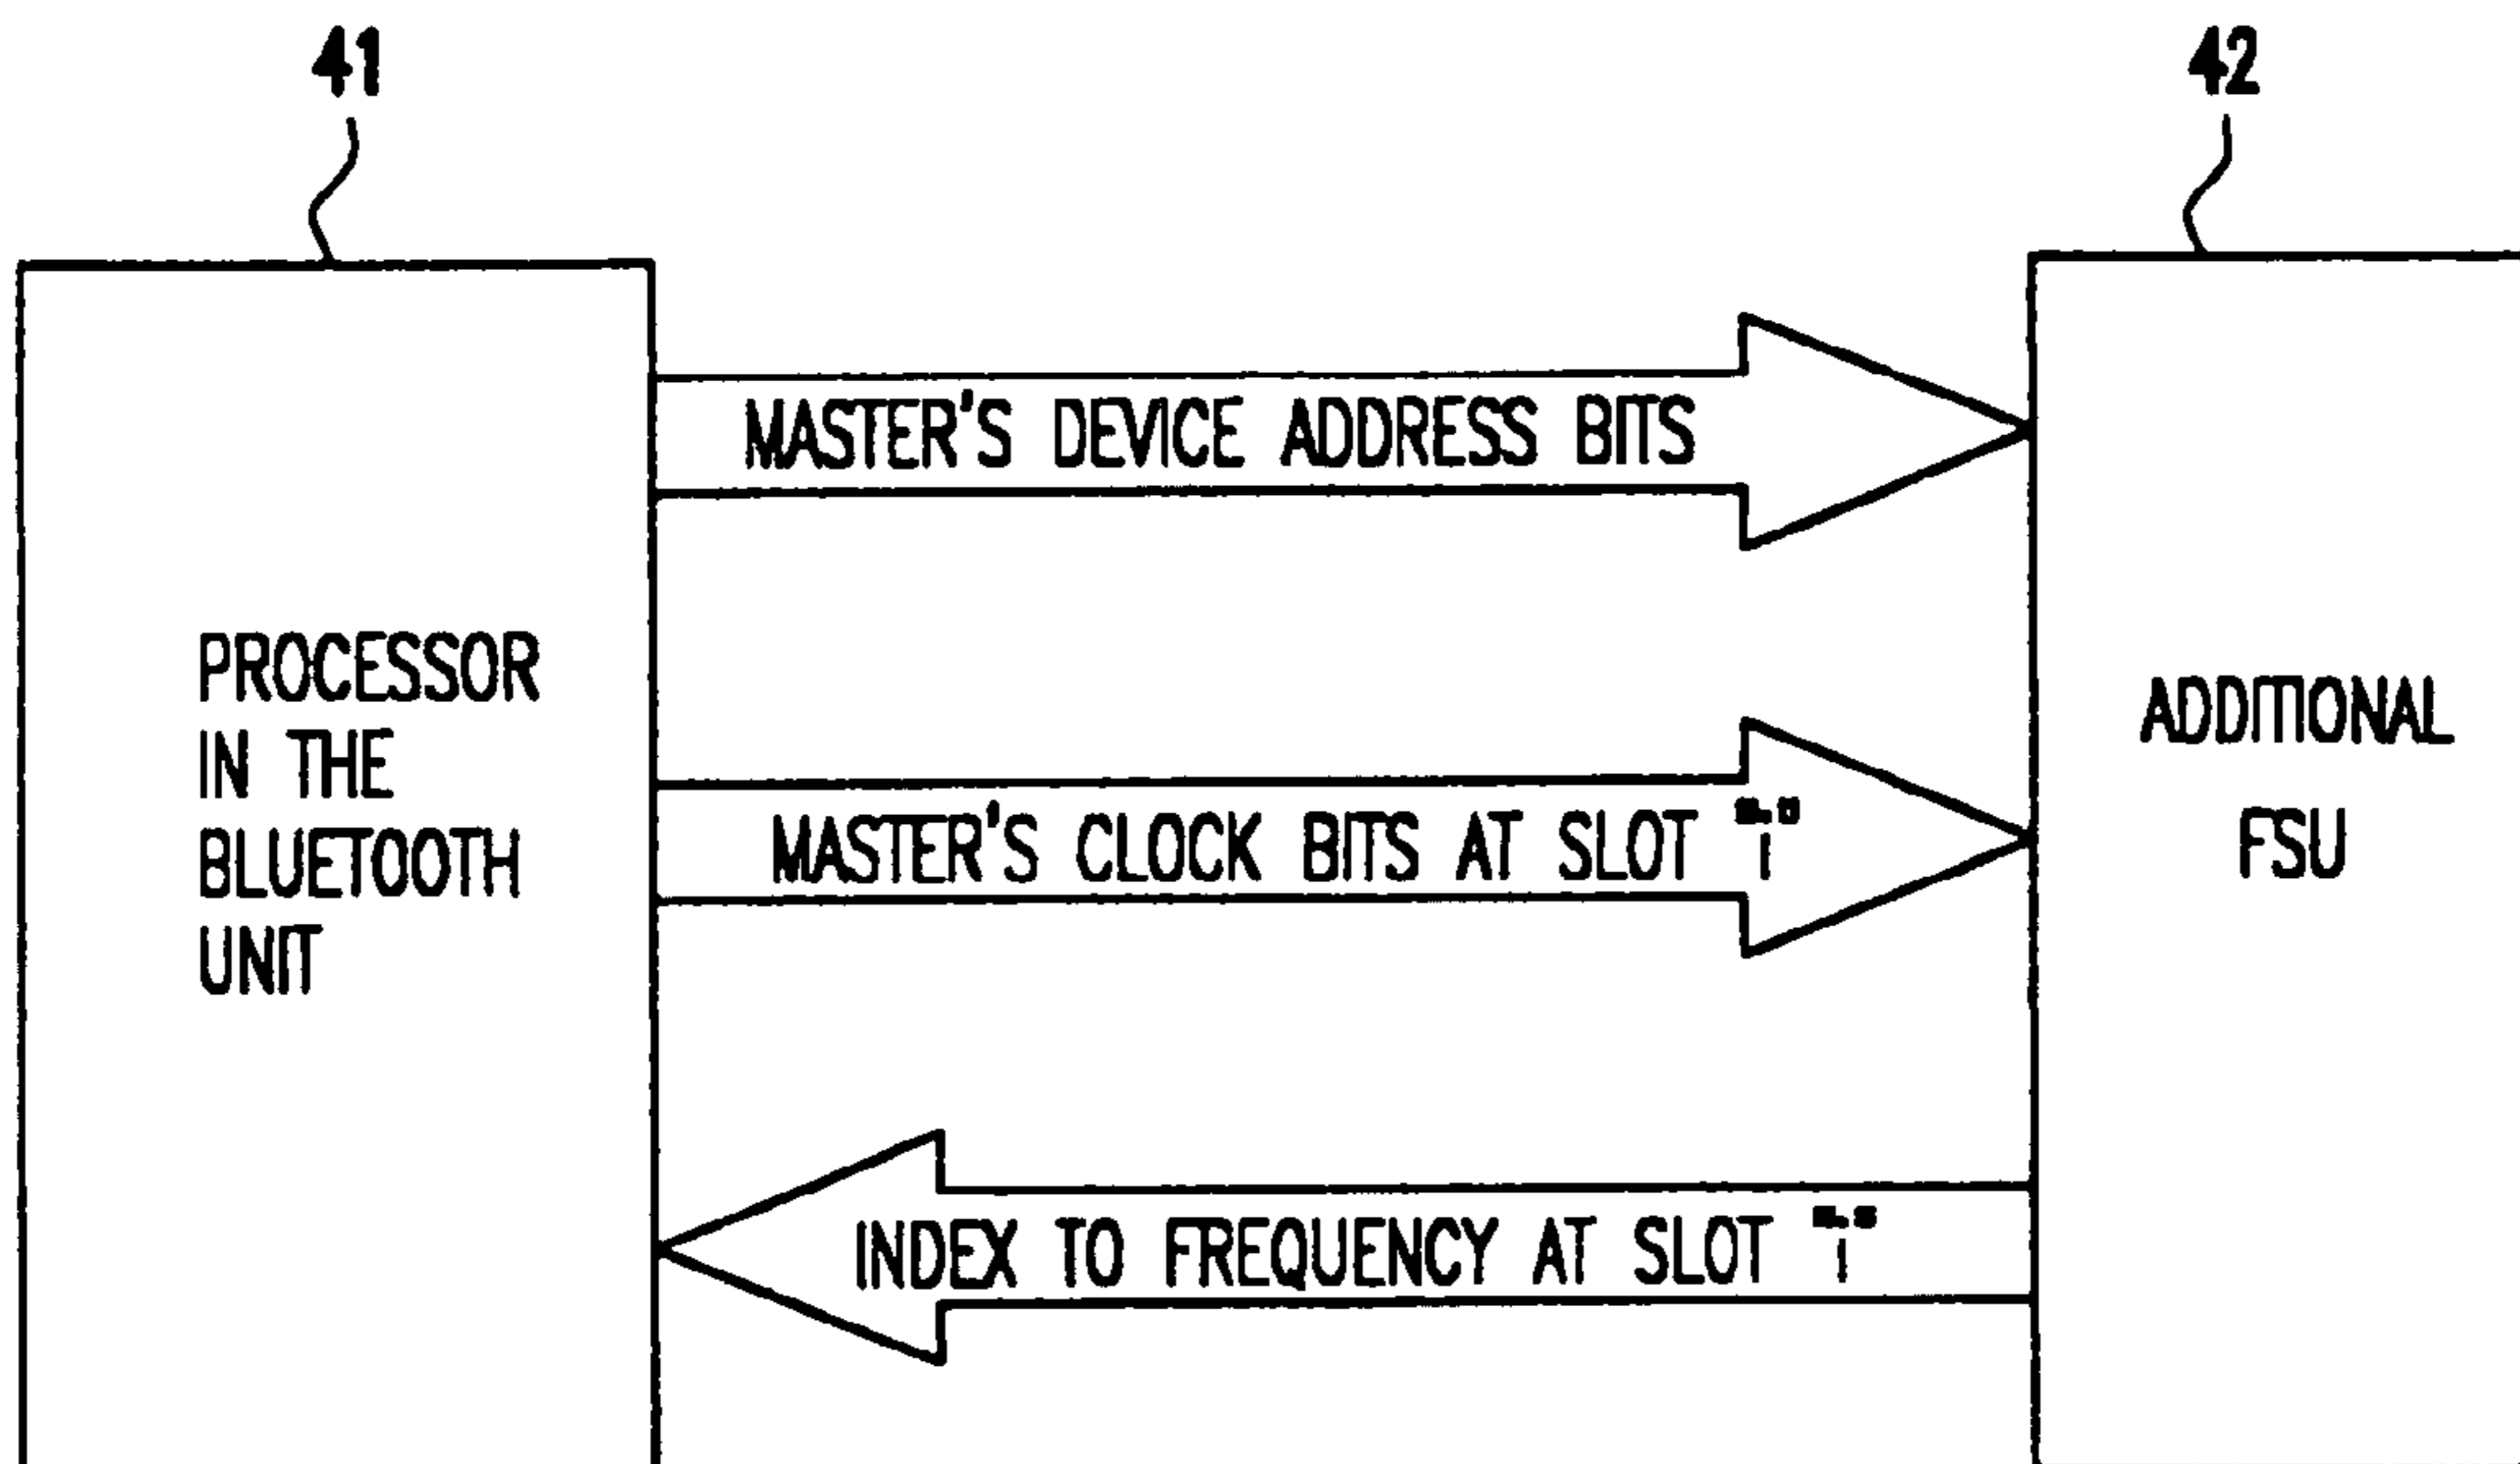 41
42
MASTER'S DEVICE ADDRESS BITS
PROCESSOR
IN THE
BLUETOOTH
UNIT
MASTER'S CLOCK BITS AT SLOT "i"
ADDITIONAL
FSU
INDEX TO FREQUENCY AT SLOT "i"